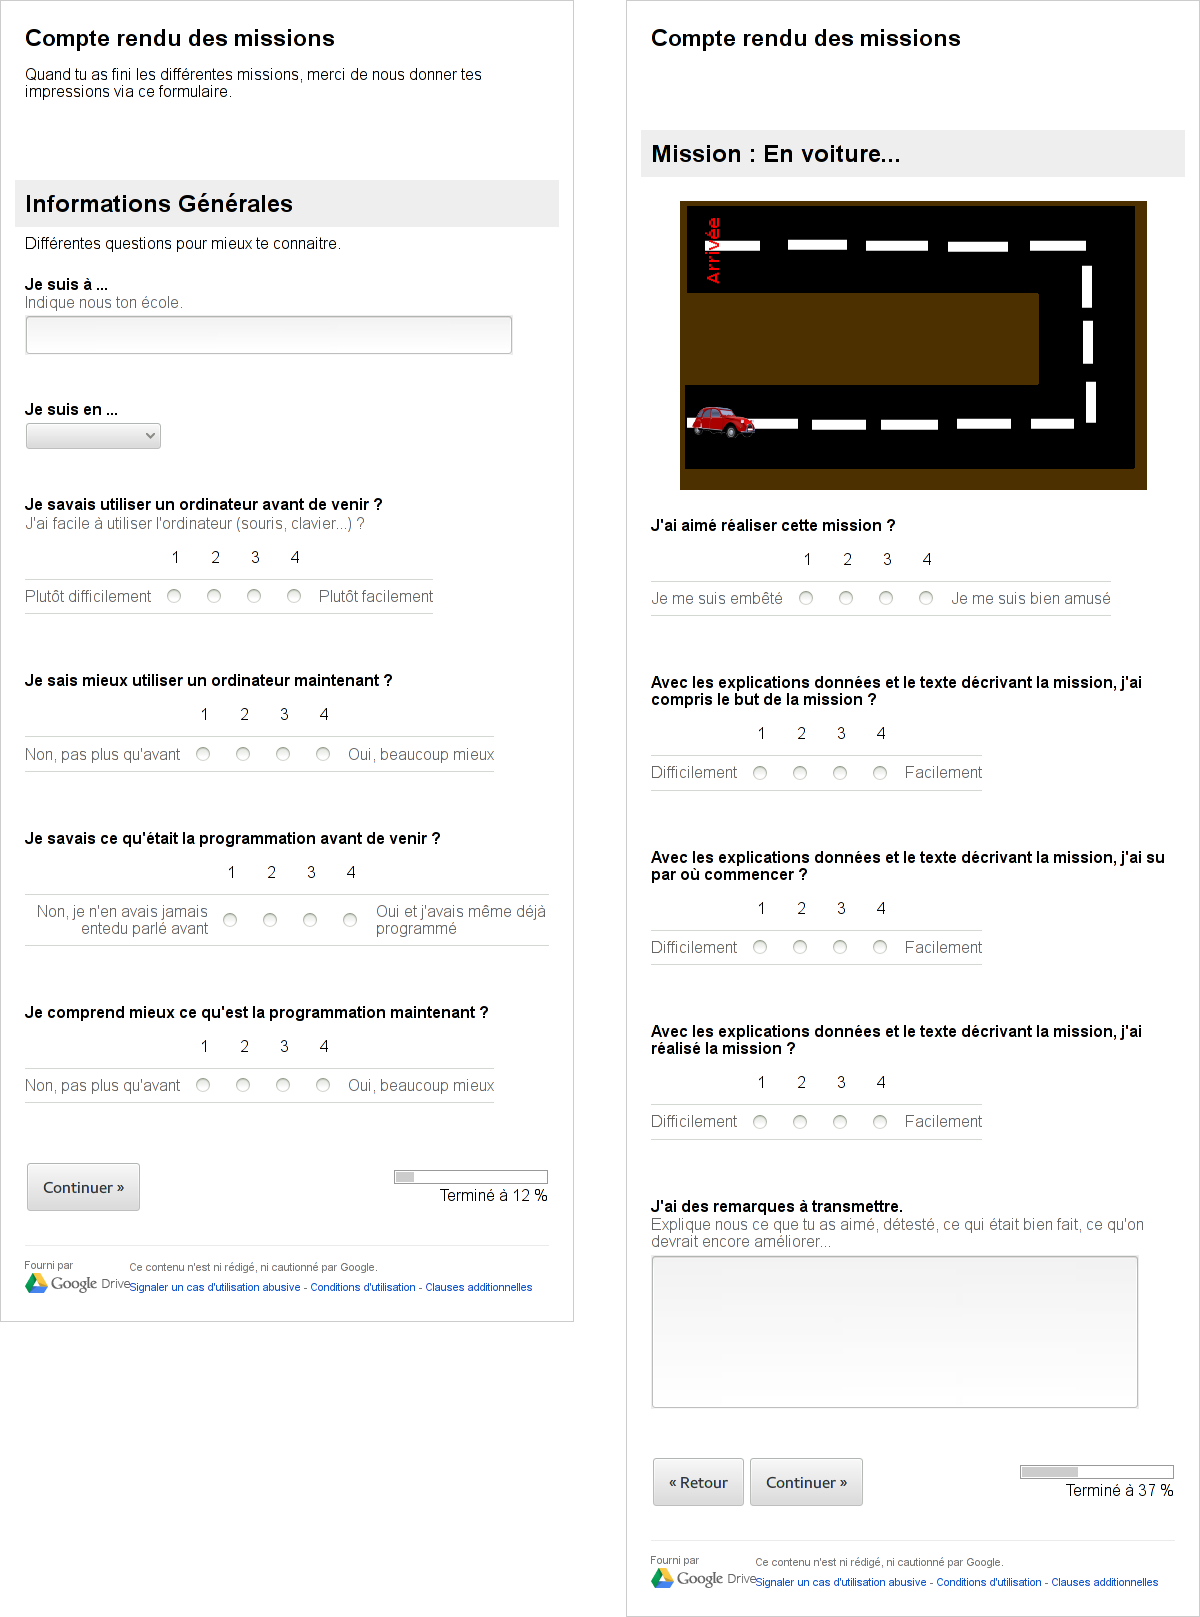 Compte rendu des missions
Quand tu as fini les différentes missions, merci de nous donner tes
impressions via ce formulaire.
Informations Générales
Différentes questions pour mieux te connaitre.
Je suis à ...
Indique nous ton école.
Je suis en ...
Je savais utiliser un ordinateur avant de venir ?
J'ai facile à utiliser l'ordinateur (souris, clavier...) ?
1 2 3 4
Plutôt difficilement Plutôt facilement
Je sais mieux utiliser un ordinateur maintenant ?
1 2 3 4
Non, pas plus qu'avant Oui, beaucoup mieux
Je savais ce qu'était la programmation avant de venir ?
1 2 3 4
Non, je n'en avais jamais Oui et j'avais même déjà
entedu parlé avant programmé
Je comprend mieux ce qu'est la programmation maintenant ?
1 2 3 4
Non, pas plus qu'avant Oui, beaucoup mieux
Continuer »
Terminé à 12 %
Fourni par
Google Drive
Ce contenu n'est ni rédigé, ni cautionné par Google.
Signaler un cas d'utilisation abusive - Conditions d'utilisation - Clauses additionnelles
Compte rendu des missions
Mission : En voiture...
Arrivée
J'ai aimé réaliser cette mission ?
1 2 3 4
Je me suis embêté Je me suis bien amusé
Avec les explications données et le texte décrivant la mission, j'ai
compris le but de la mission ?
1 2 3 4
Difficilement Facilement
Avec les explications données et le texte décrivant la mission, j'ai su
par où commencer ?
1 2 3 4
Difficilement Facilement
Avec les explications données et le texte décrivant la mission, j'ai
réalisé la mission ?
1 2 3 4
Difficilement Facilement
J'ai des remarques à transmettre.
Explique nous ce que tu as aimé, détesté, ce qui était bien fait, ce qu'on
devrait encore améliorer...
« Retour Continuer »
Terminé à 37 %
Fourni par
Google Drive
Ce contenu n'est ni rédigé, ni cautionné par Google.
Signaler un cas d'utilisation abusive - Conditions d'utilisation - Clauses additionnelles